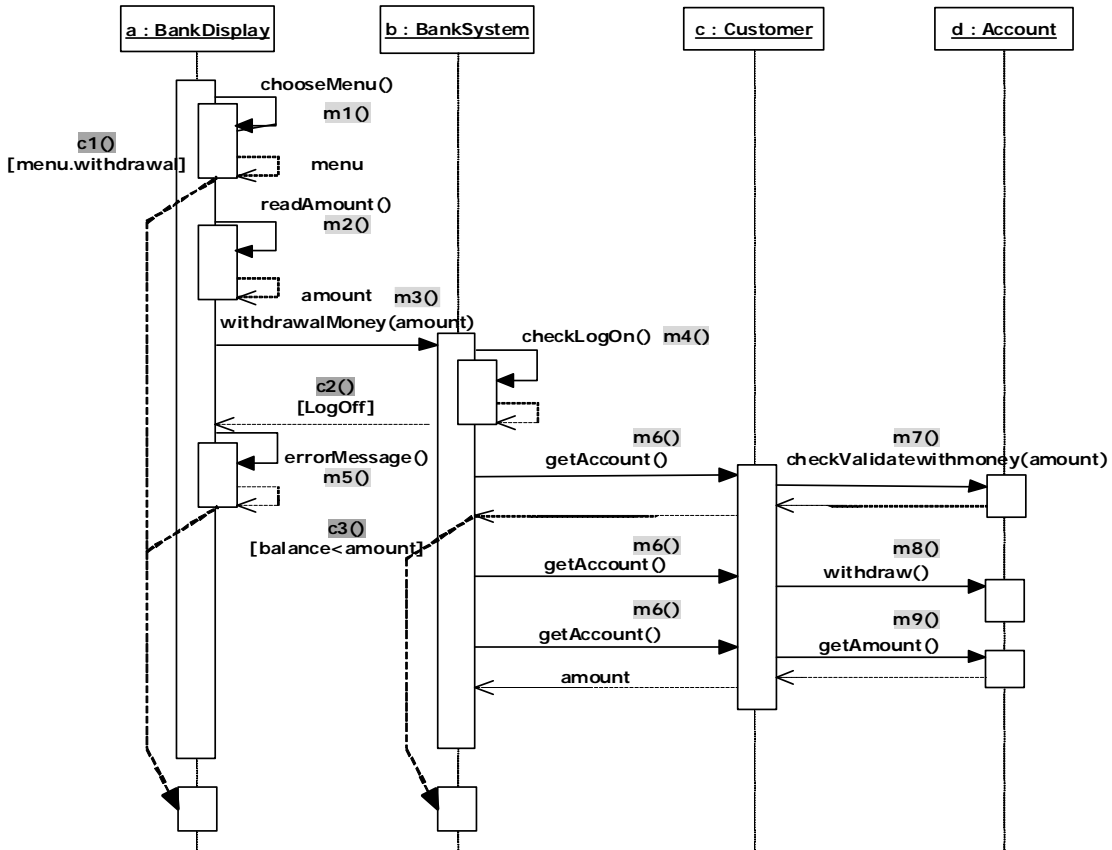 a : BankDisplay
b : BankSystem
c : Customer
d : Account
chooseMenu()
m1()
c1()
[menu.withdrawal]
menu
readAmount()
m2()
amount
m3()
withdrawalMoney(amount)
checkLogOn()
m4()
c2()
[LogOff]
errorMessage()
m5()
m6()
getAccount()
m7()
checkValidatewithmoney(amount)
c3()
[balance<amount]
m6()
getAccount()
m8()
withdraw()
m6()
getAccount()
m9()
getAmount()
amount